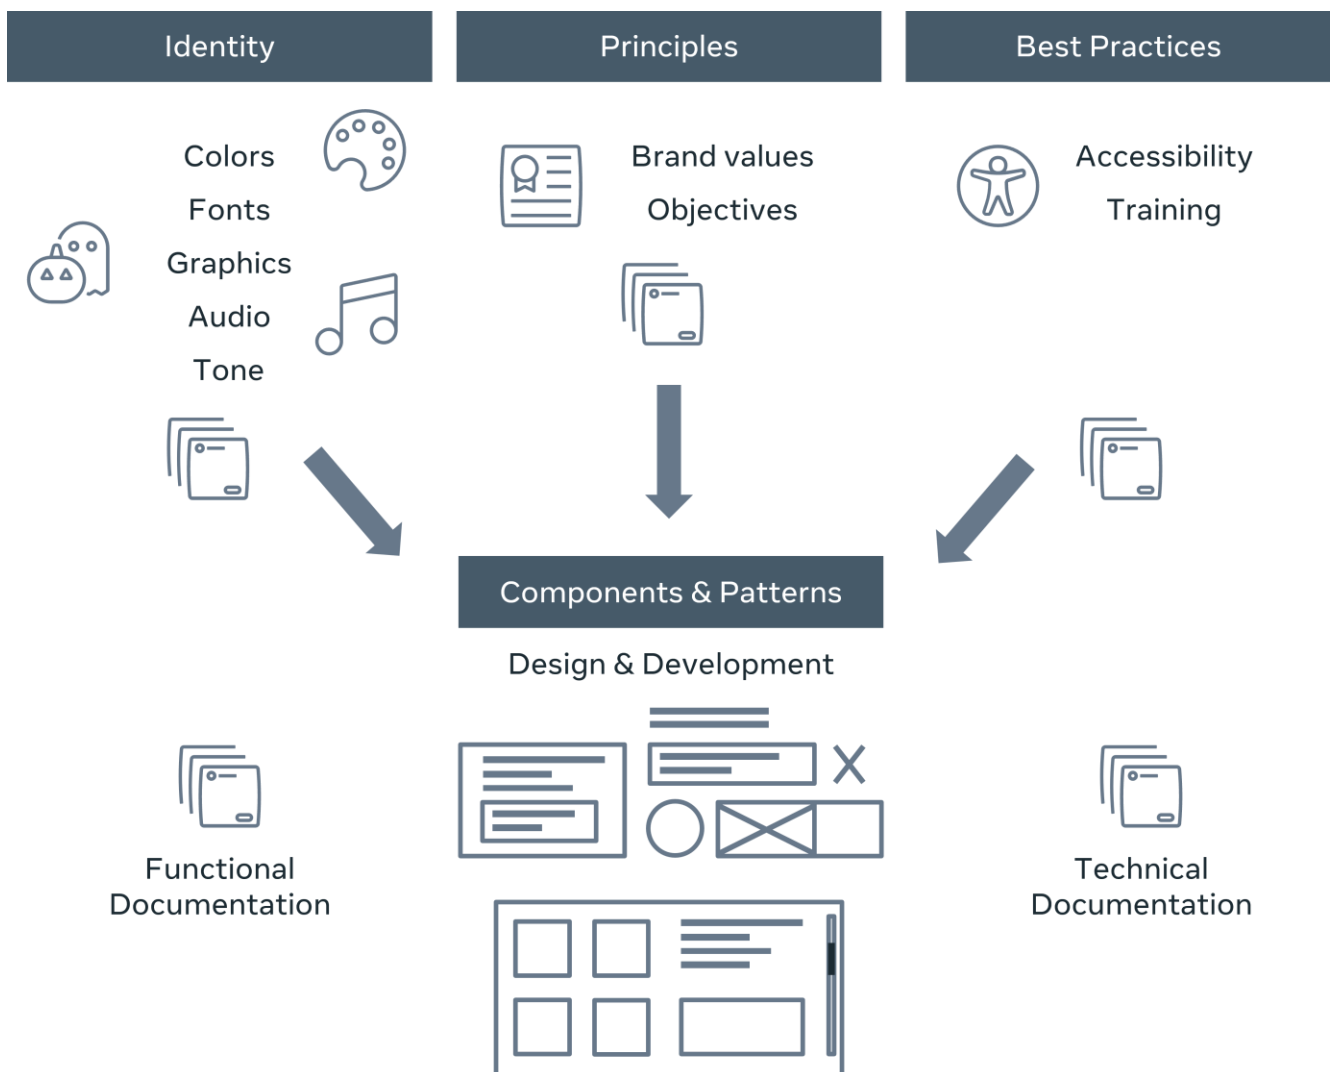 Identity
Principles
Best Practices
Colors
Fonts
Graphics
Audio
Tone
Brand values
Objectives
Accessibility
Training
Components & Patterns
Design & Development
Functional
Documentation
Technical
Documentation